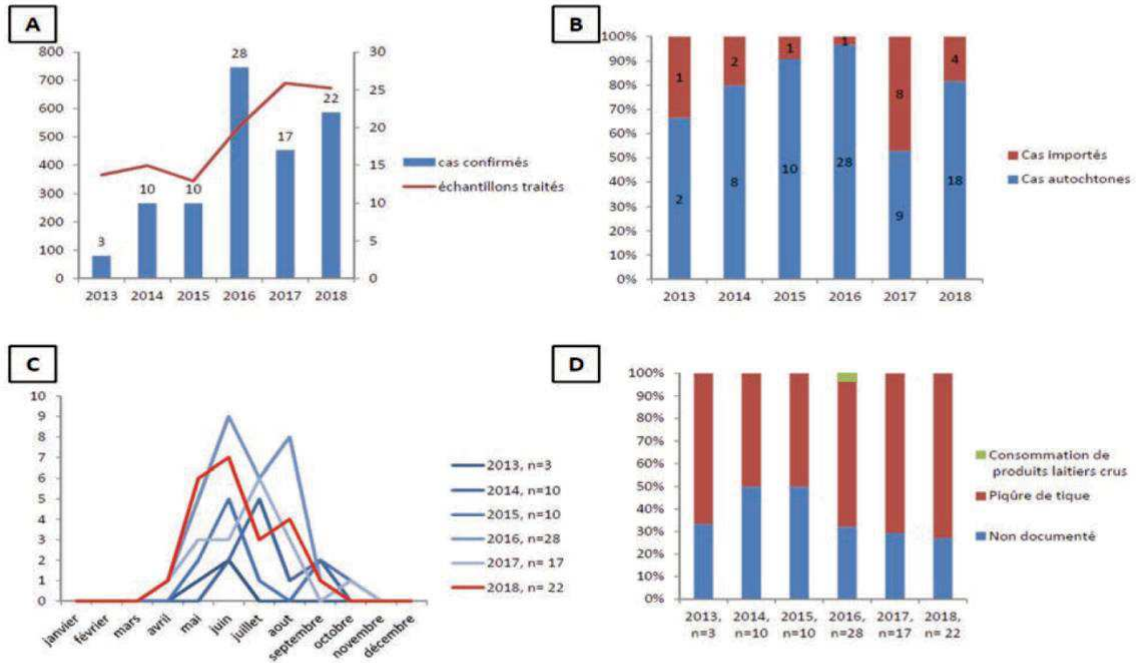 A
800
700
600
500
400
300
200
100
0
30
25
20
15
10
5
0
3
10
10
28
17
22
2013 2014 2015 2016 2017 2018
cas confirmés
échantillons traités
B
100%
90%
80%
70%
60%
50%
40%
30%
20%
10%
0%
1 2 1 1 8 4
2 8 10 28 9 18
2013 2014 2015 2016 2017 2018
Cas importés
Cas autochtones
C
10
9
8
7
6
5
4
3
2
1
0
janvier
février
mars
avril
mai
juin
juillet
aout
septembre
octobre
novembre
décembre
2013, n=3
2014, n=10
2015, n=10
2016, n=28
2017, n= 17
2018, n= 22
D
100%
90%
80%
70%
60%
50%
40%
30%
20%
10%
0%
2013, 2014, 2015, 2016, 2017, 2018,
n=3 n=10 n=10 n=28 n=17 n= 22
Consommation de
produits laitiers crus
Piqûre de tique
Non documenté